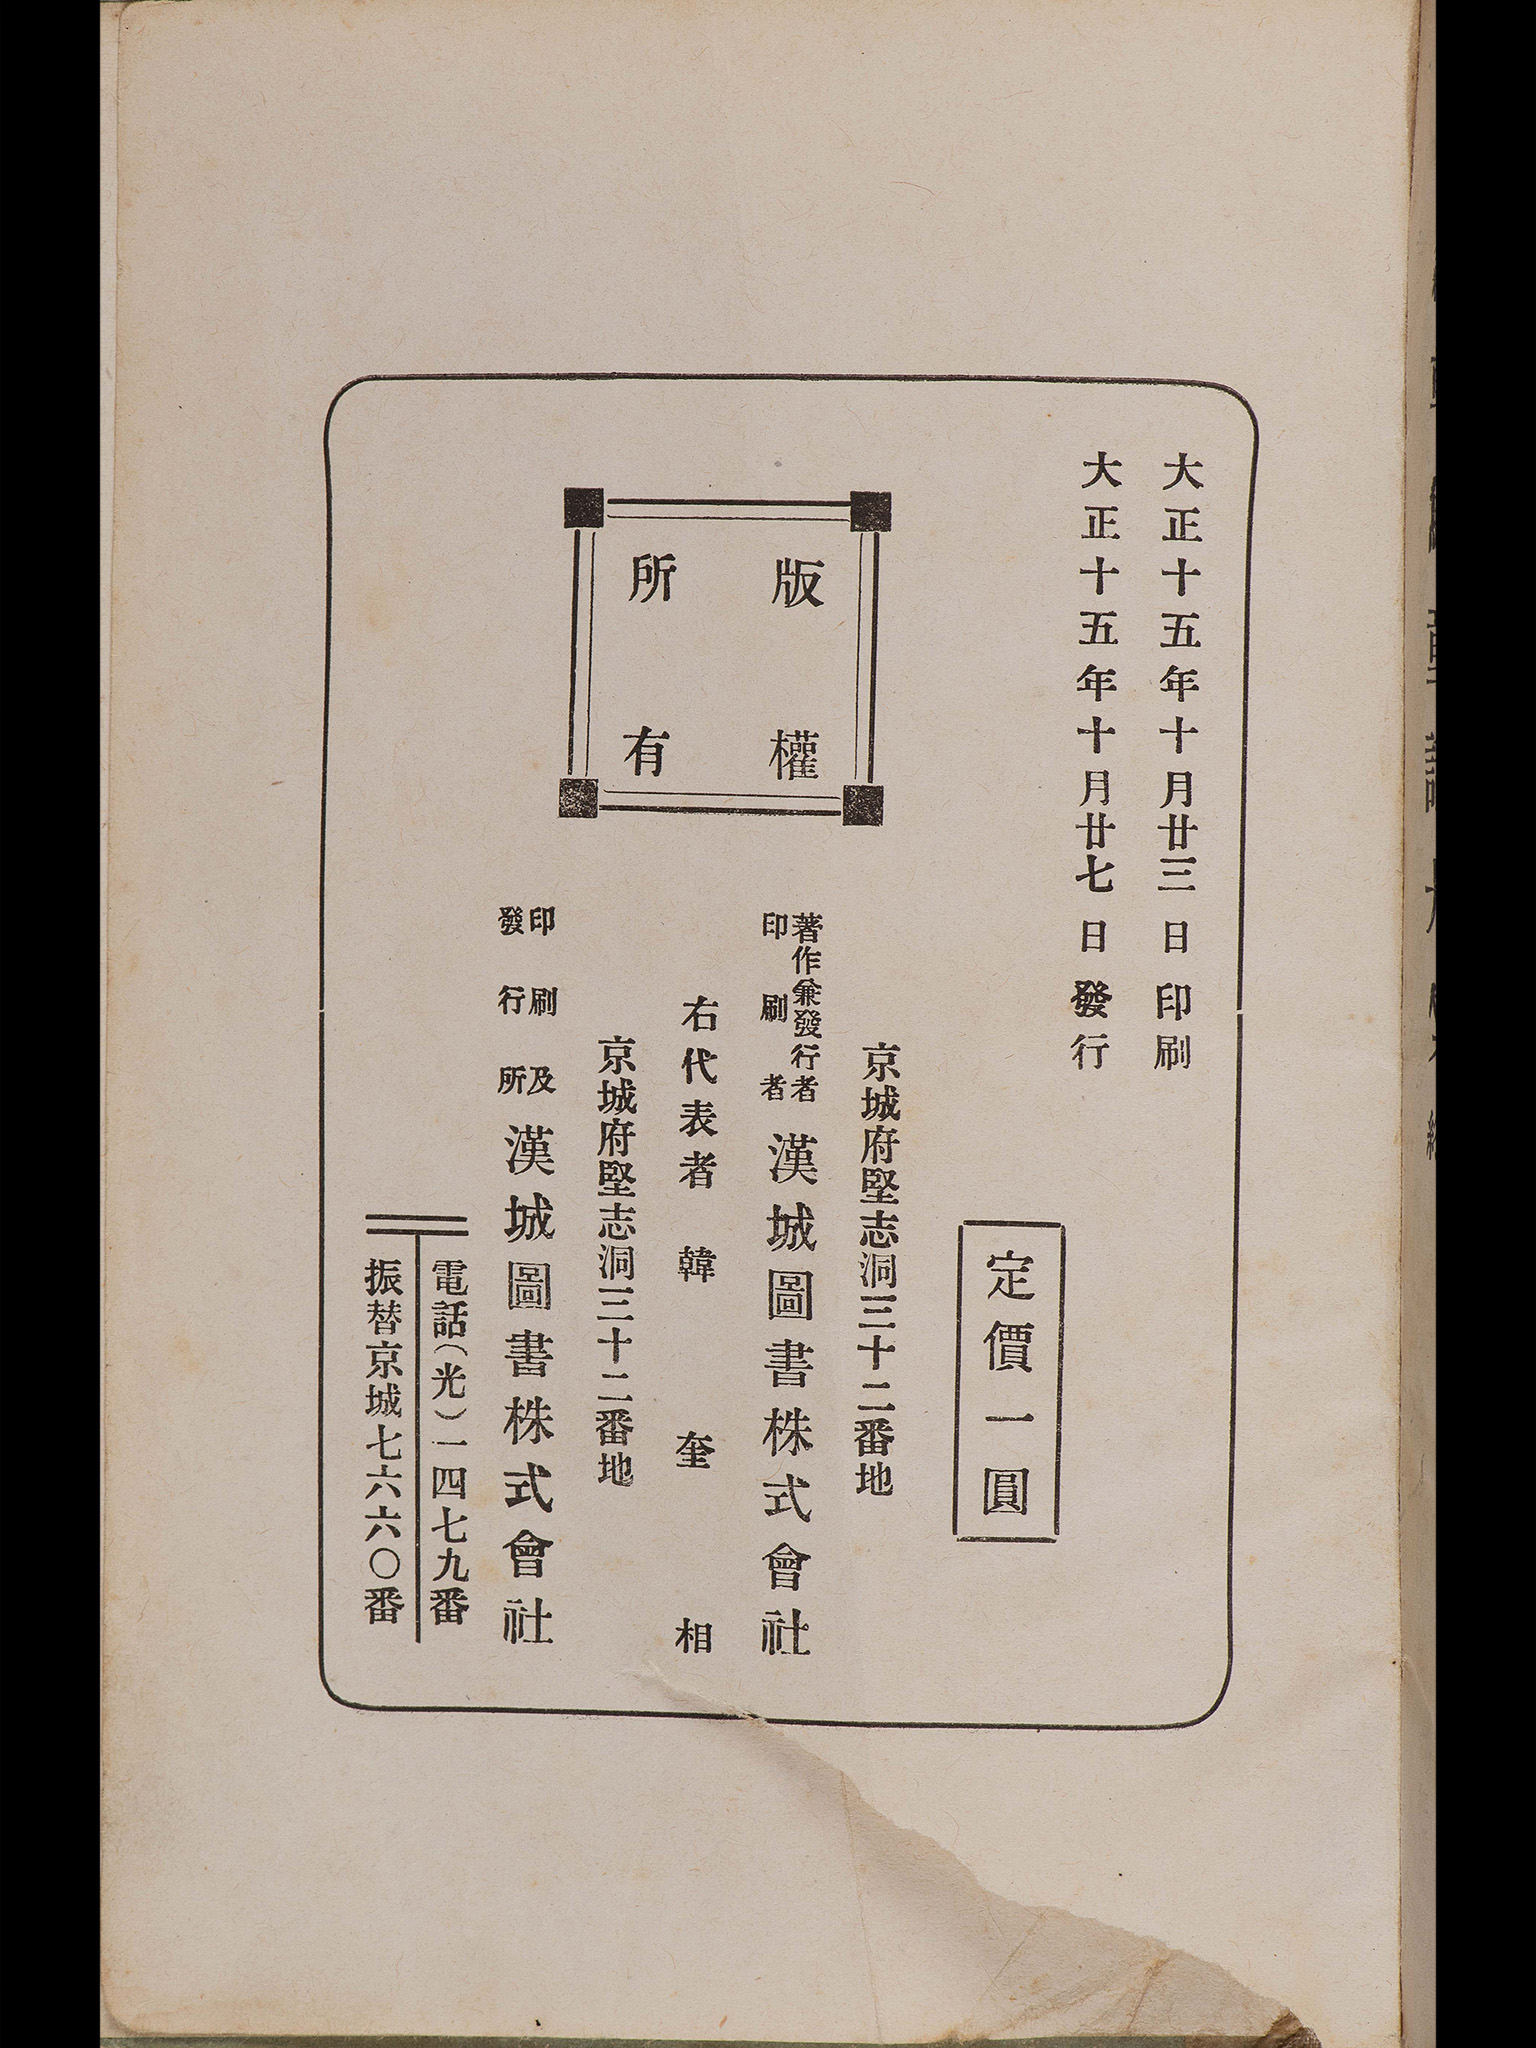 大正十五年十月廿三日印刷
大正十五年十月廿七日發行
定價一圓
版權
所有
京城府堅志洞三十二番地
著作兼發行者
印刷者
漢城圖書株式會社
右代表者 韓奎相
京城府堅志洞三十二番地
印刷及
發行所
漢城圖書株式會社
電話(光)一四七九番
振替京城七六六〇番